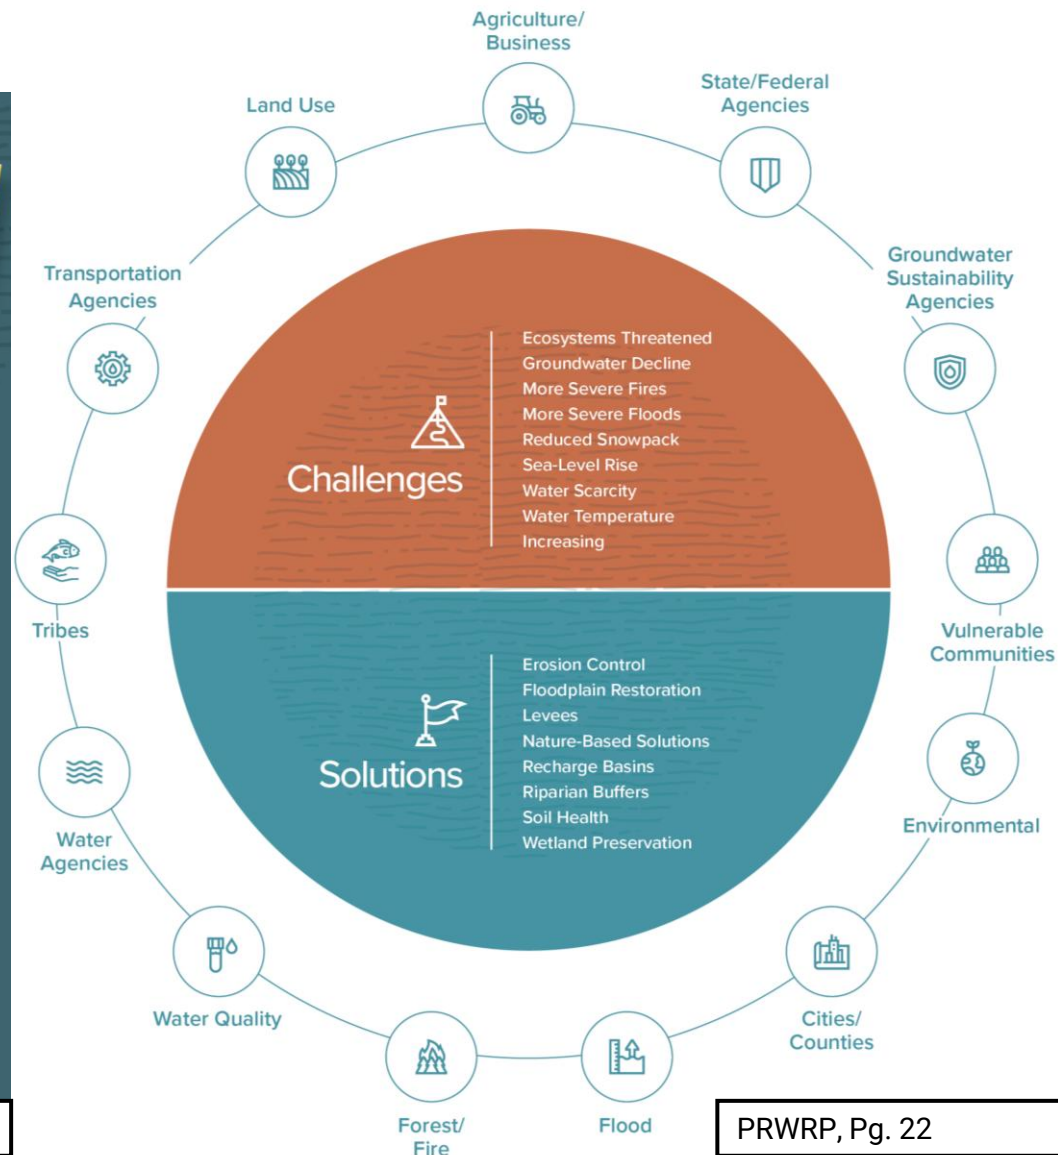 Agriculture/
Business
State/Federal
Agencies
Land Use
Groundwater
Sustainability
Agencies
Transportation
Agencies
Challenges
Ecosystems Threatened
Groundwater Decline
More Severe Fires
More Severe Floods
Reduced Snowpack
Sea-Level Rise
Water Scarcity
Water Temperature
Increasing
Tribes
Vulnerable
Communities
Solutions
Erosion Control
Floodplain Restoration
Levees
Nature-Based Solutions
Recharge Basins
Riparian Buffers
Soil Health
Wetland Preservation
Water
Agencies
Environmental
Water Quality
Cities/
Counties
Forest/
Fire
Flood
PRWRP, Pg. 22